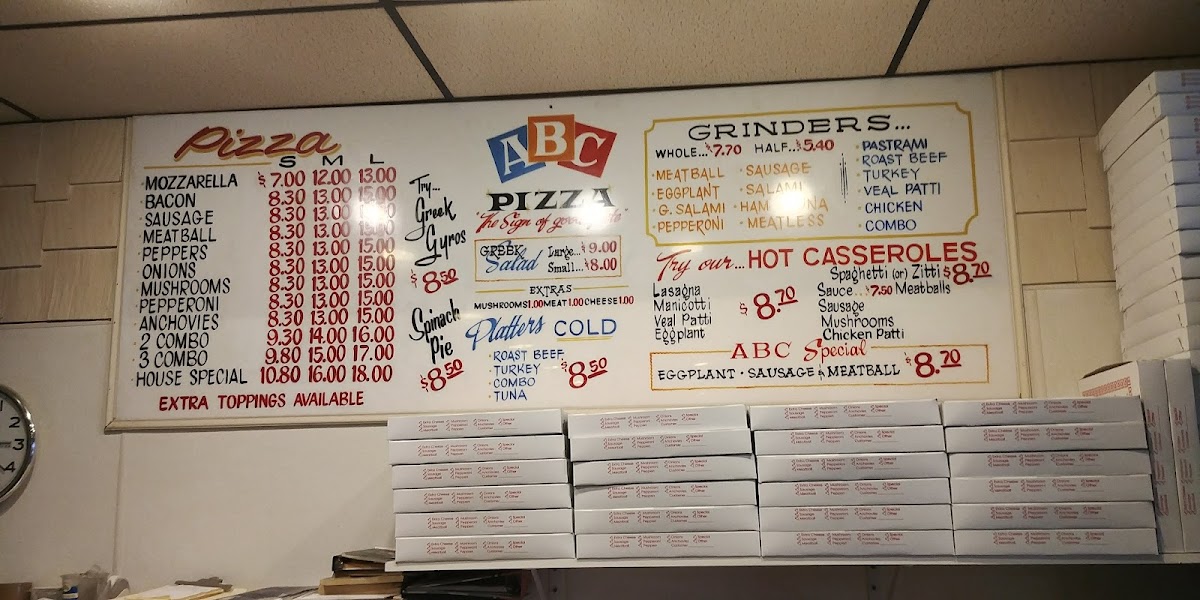 Pizza
S M L
MOZZARELLA $7.00 12.00 13.00
BACON 8.30 13.00 15.00
SAUSAGE 8.30 13.00 15.00
MEATBALL 8.30 13.00 15.00
PEPPERS 8.30 13.00 15.00
ONIONS 8.30 13.00 15.00
MUSHROOMS 8.30 13.00 15.00
PEPPERONI 8.30 13.00 15.00
ANCHOVIES 8.30 13.00 15.00
2 COMBO 9.30 14.00 16.00
3 COMBO 9.80 15.00 17.00
HOUSE SPECIAL 10.80 16.00 18.00
EXTRA TOPPINGS AVAILABLE
Try...
Greek
Gyros
$8.50
Spinach
Pie
$8.50
ABC
PIZZA
"The Sign of good
GREEK Salad
Large...$9.00
Small...$8.00
EXTRAS
MUSHROOMS 1.00 MEAT 1.00 CHEESE 1.00
Platters COLD
ROAST BEEF
TURKEY
COMBO
TUNA
$8.50
GRINDERS...
WHOLE...$7.70 HALF...$5.40
MEATBALL
EGGPLANT
G. SALAMI
PEPPERONI
SAUSAGE
SALAMI
HAM
MEATLESS
PASTRAMI
ROAST BEEF
TURKEY
VEAL PATTI
CHICKEN
COMBO
Try our... HOT CASSEROLES
Lasagna
Manicotti
Veal Patti
Eggplant
$8.70
Spaghetti (or) Zitti $8.70
Sauce...$7.50 Meatballs
Sausage
Mushrooms
Chicken Patti
ABC Special
EGGPLANT • SAUSAGE & MEATBALL $8.70
2
3
4